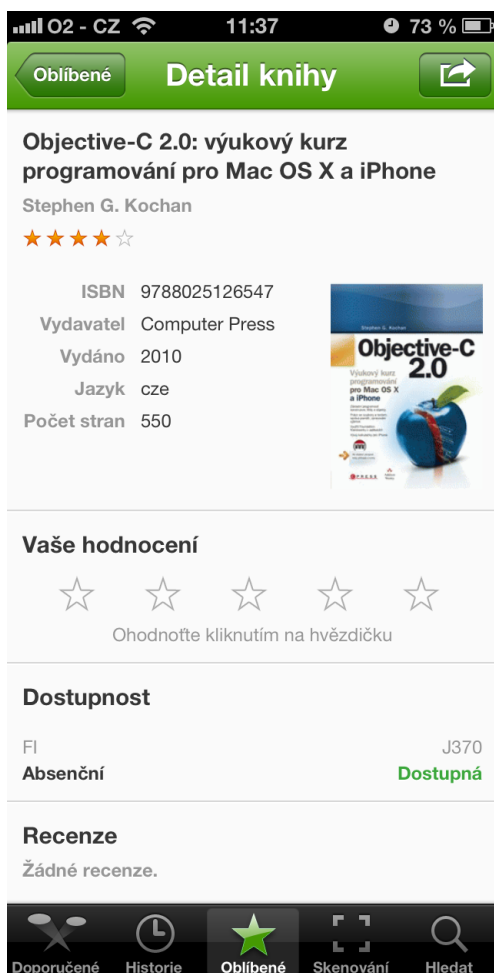 O2 - CZ 11:37 73 %
Oblíbené Detail knihy
Objective-C 2.0: výukový kurz
programování pro Mac OS X a iPhone
Stephen G. Kochan
ISBN 9788025126547
Vydavatel Computer Press
Vydáno 2010
Jazyk cze
Počet stran 550
Stephen G. Kochan
Objective-C
2.0
Výukový kurz
programování
pro Mac OS X
a iPhone
Vaše hodnocení
Ohodnoťte kliknutím na hvězdičku
Dostupnost
FI J370
Absenční Dostupná
Recenze
Žádné recenze.
Doporučené Historie Oblíbené Skenování Hledat